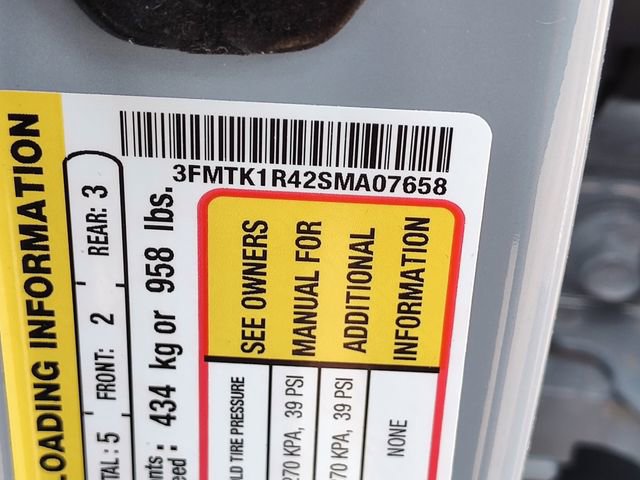 3FMTK1R42SMA07658
LOADING INFORMATION
REAR: 3
FRONT: 2
TAL: 5
434 kg or 958 lbs.
SEE OWNERS
MANUAL FOR
ADDITIONAL
INFORMATION
TIRE PRESSURE
270 KPA, 39 PSI
70 KPA, 39 PSI
NONE